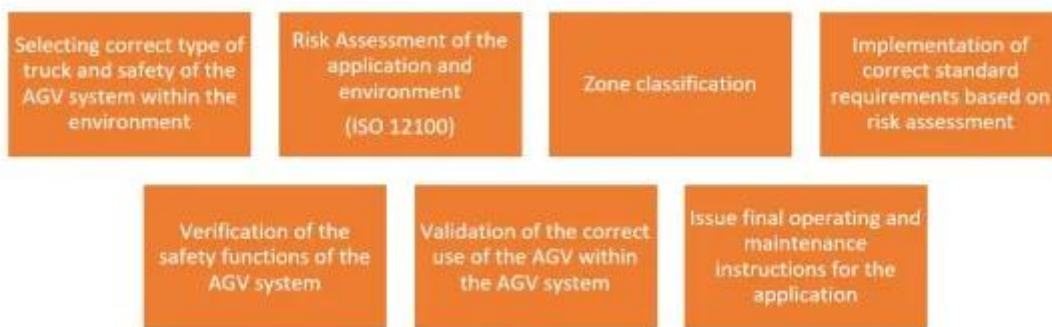 Selecting correct type of
truck and safety of the
AGV system within the
environment
Risk Assessment of the
application and
environment
(ISO 12100)
Zone classification
Implementation of
correct standard
requirements based on
risk assessment
Verification of the
safety functions of the
AGV system
Validation of the correct
use of the AGV within
the AGV system
Issue final operating and
maintenance
instructions for the
application